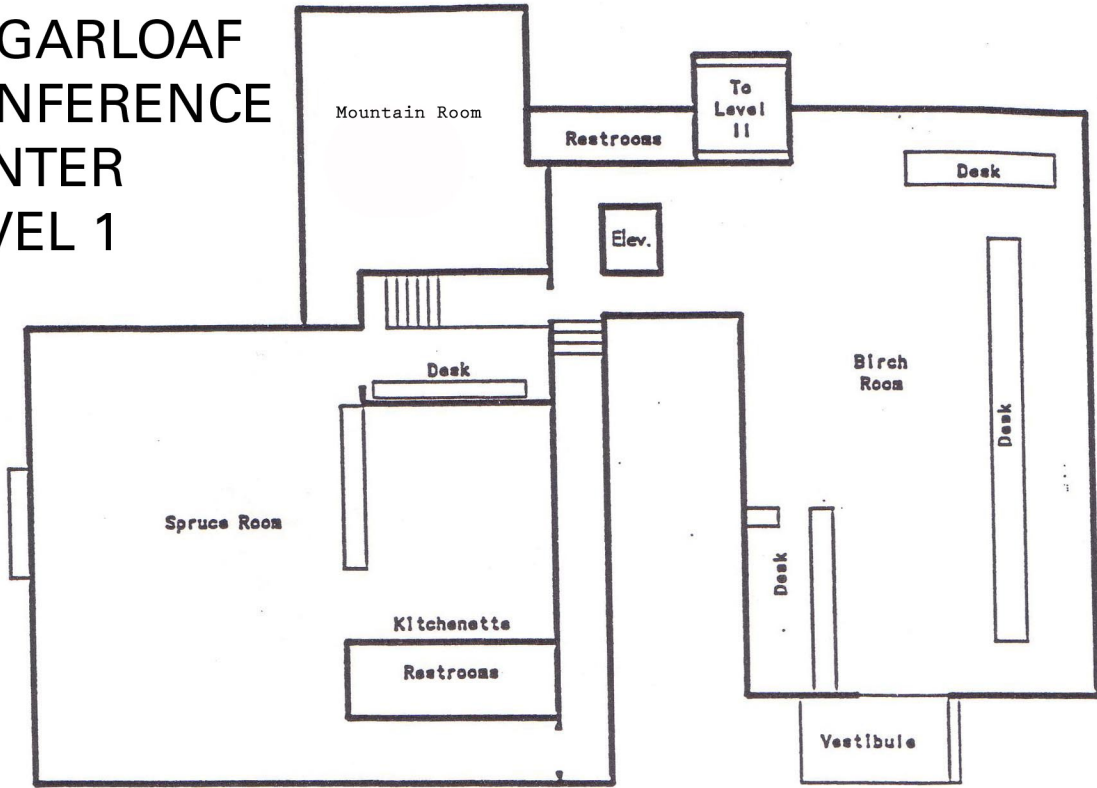 GARLOAF
NFERENCE
NTER
VEL 1
Mountain Room
To
Level
II
Restrooms
Desk
Elev.
Birch
Room
Desk
Desk
Spruce Room
Desk
Kitchenette
Restrooms
Vestibule